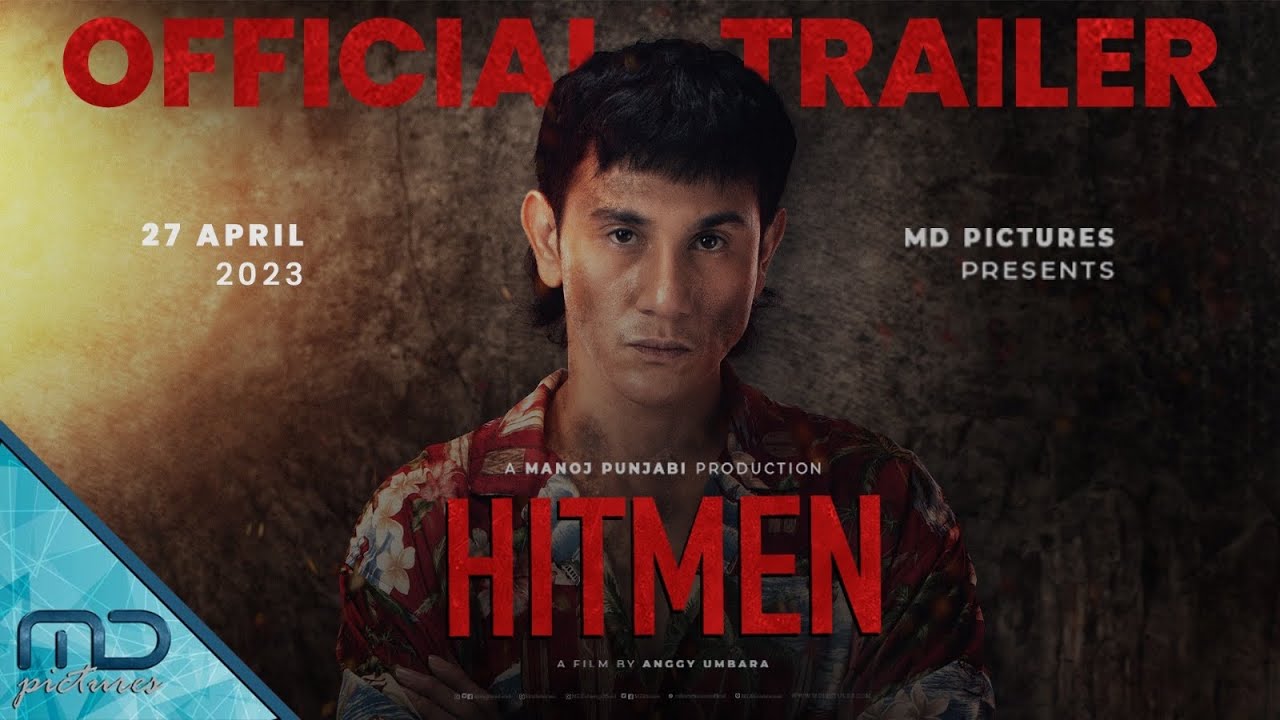 OFFICIAL TRAILER
27 APRIL
2023
MD PICTURES
PRESENTS
A MANOJ PUNJABI PRODUCTION
HITMEN
A FILM BY ANGGY UMBARA
MD
pictures